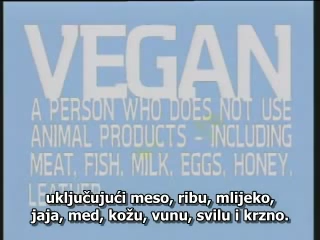 VEGAN
A PERSON WHO DOES NOT USE
ANIMAL PRODUCTS - INCLUDING
MEAT, FISH, MILK, EGGS, HONEY,
LEATHER
uključujući meso, ribu, mlijeko,
jaja, med, kožu, vunu, svilu i krzno.